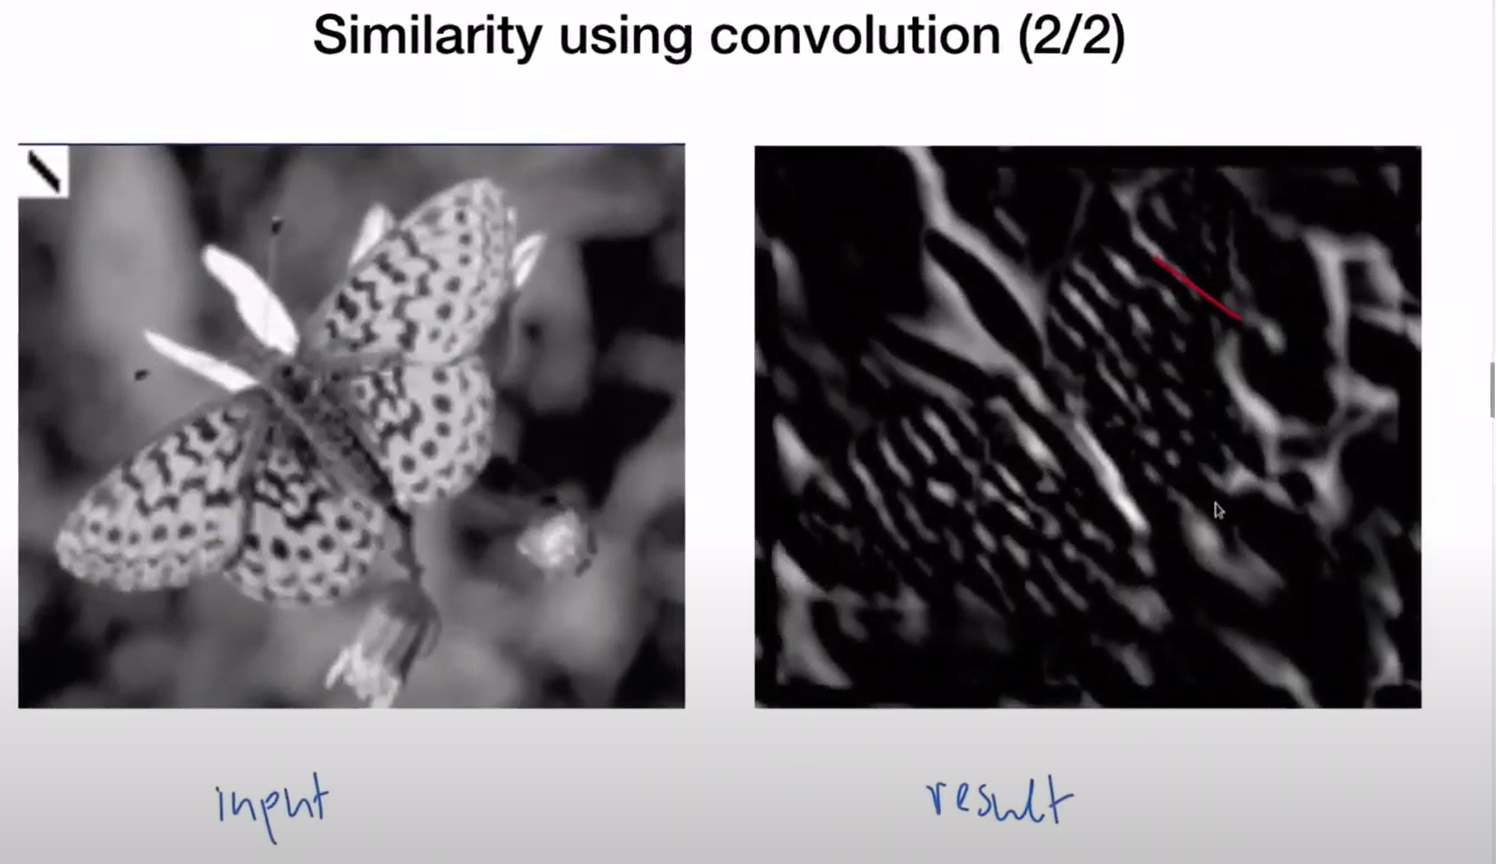 Similarity using convolution (2/2)
input
result